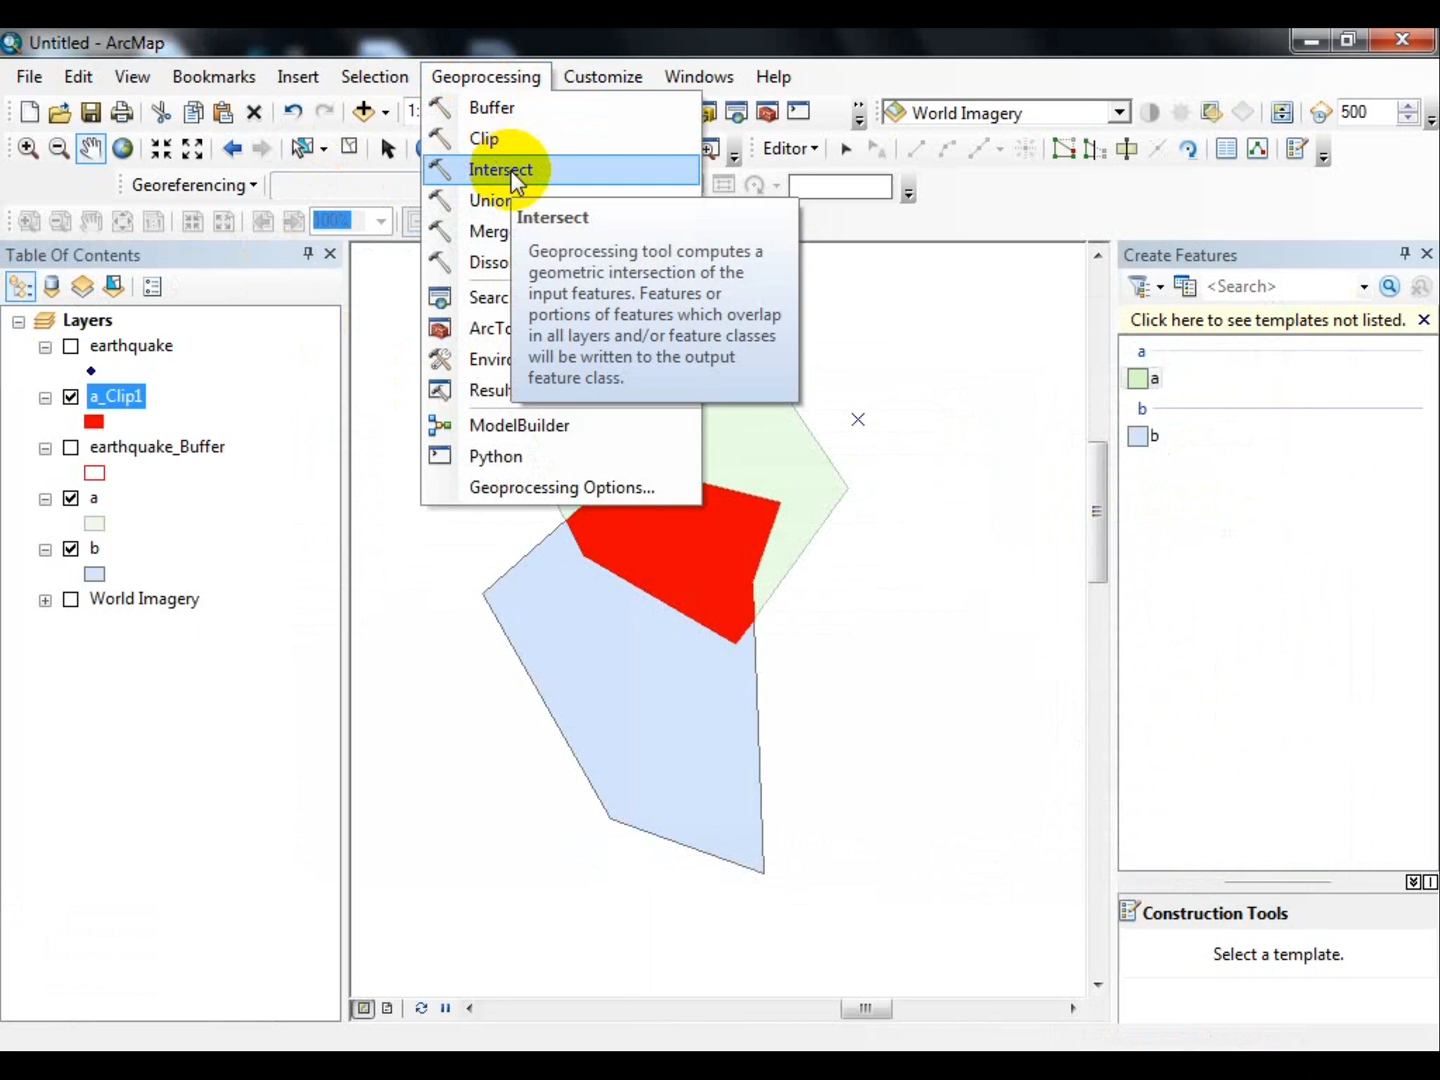 Untitled - ArcMap
File Edit View Bookmarks Insert Selection Geoprocessing Customize Windows Help
1:
World Imagery
500
Editor
Georeferencing
100%
Buffer
Clip
Intersect
Union
Merg
Disso
Searc
ArcTo
Enviro
Resul
ModelBuilder
Python
Geoprocessing Options...
Intersect
Geoprocessing tool computes a
geometric intersection of the
input features. Features or
portions of features which overlap
in all layers and/or feature classes
will be written to the output
feature class.
Table Of Contents
Layers
earthquake
a_Clip1
earthquake_Buffer
a
b
World Imagery
Create Features
<Search>
Click here to see templates not listed.
a
a
b
b
Construction Tools
Select a template.